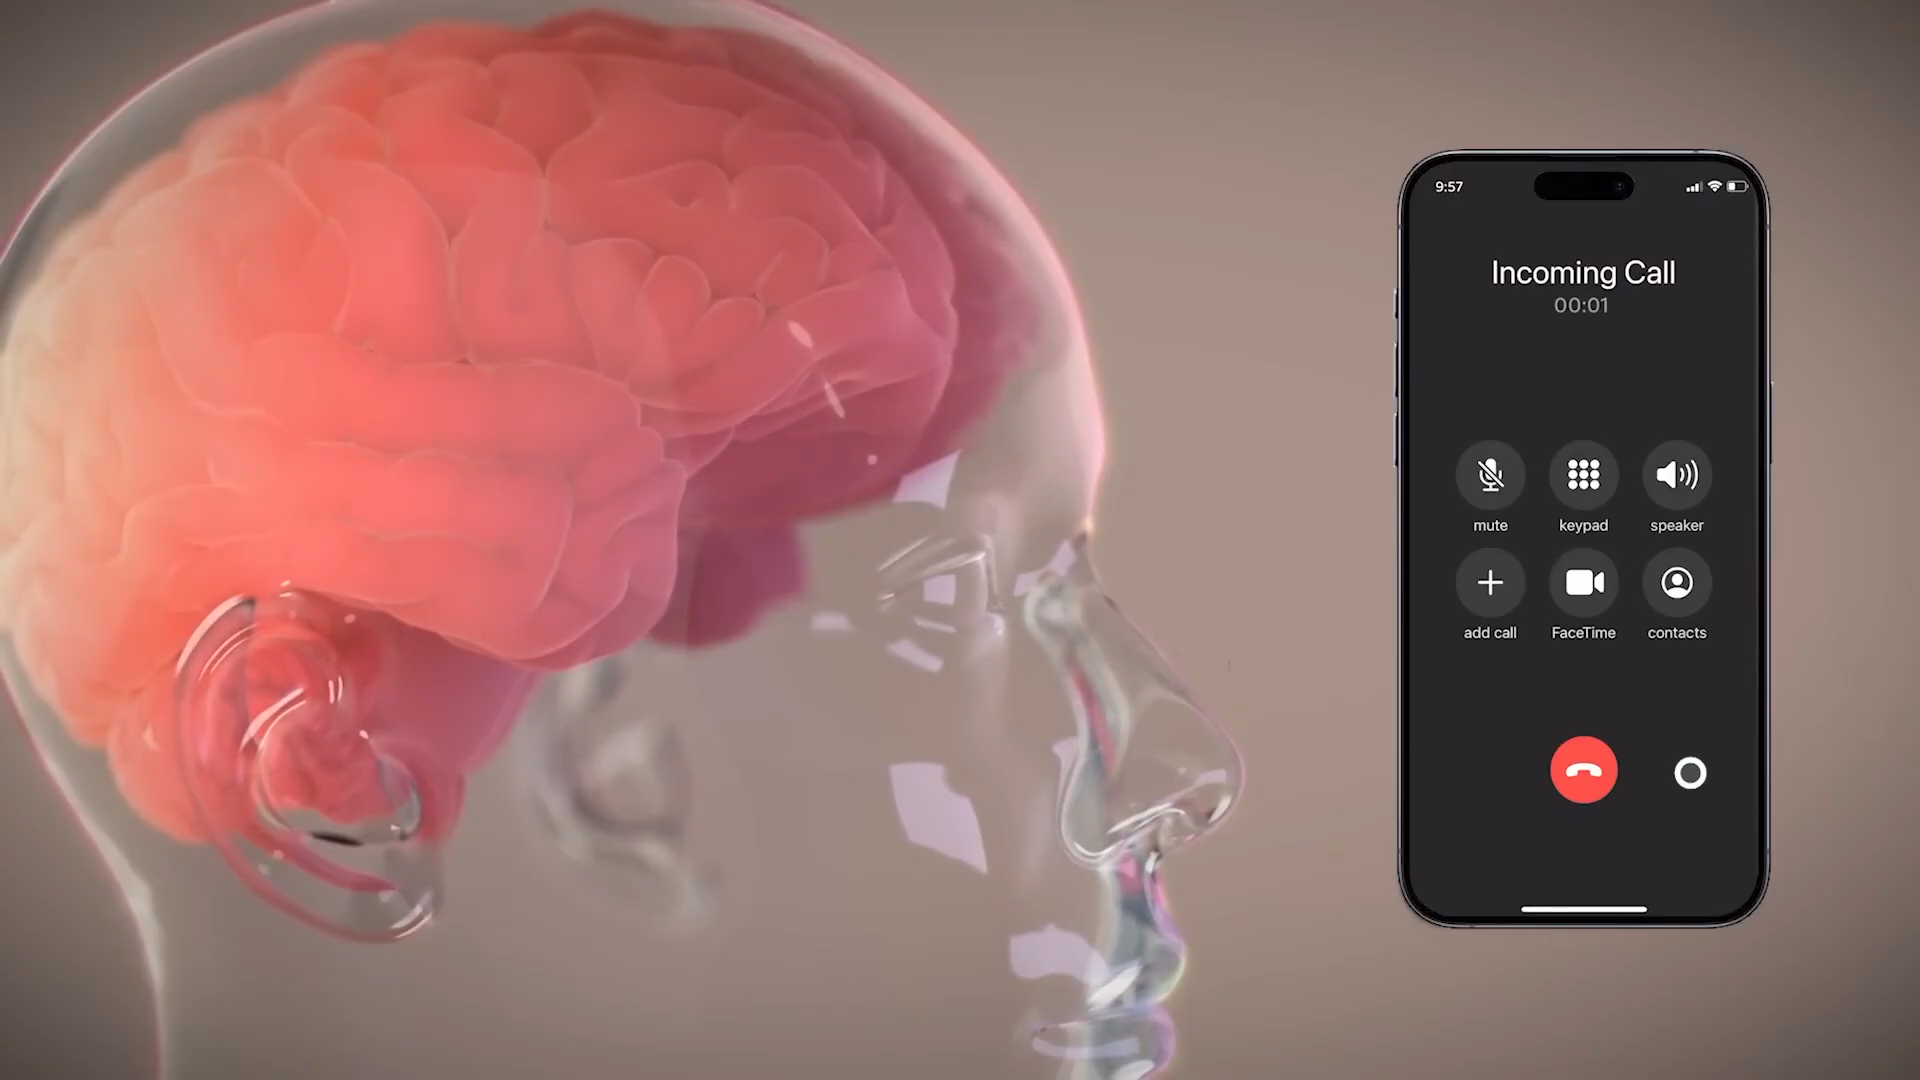 9:57
Incoming Call
00:01
mute keypad speaker
add call FaceTime contacts